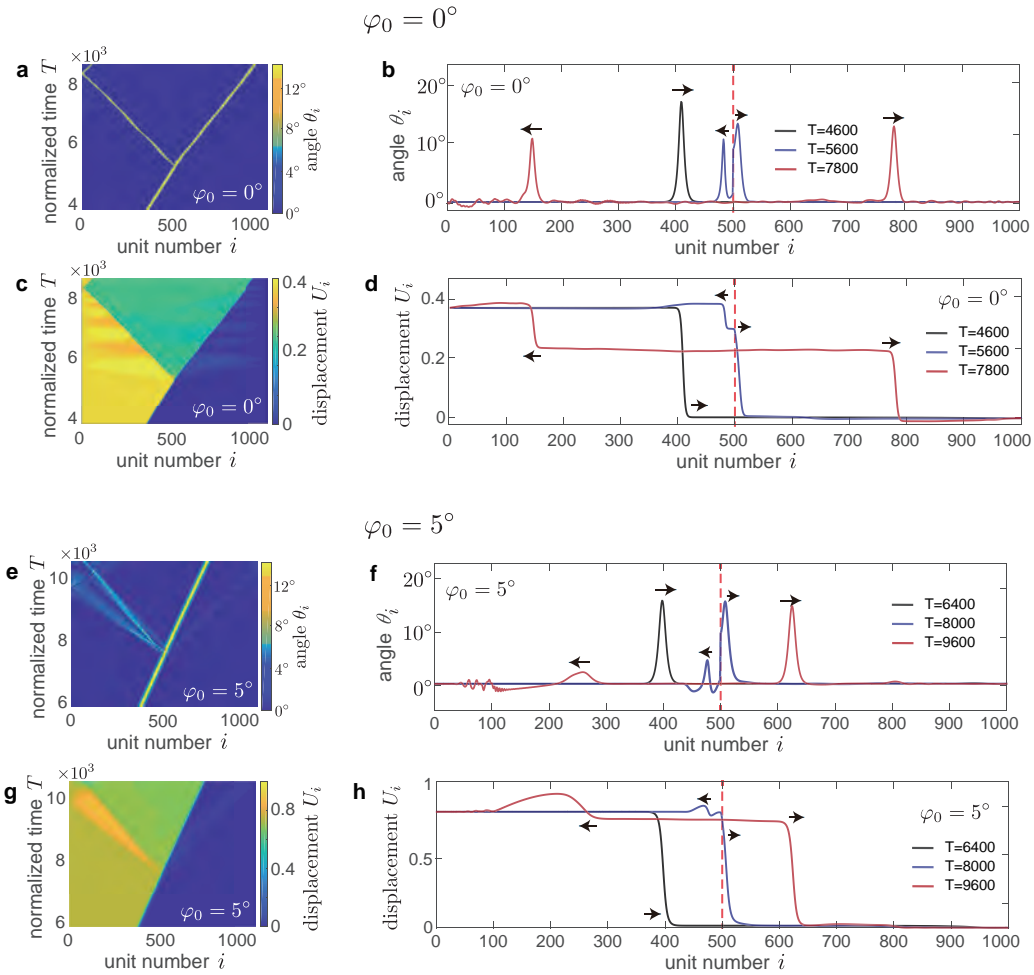 φ₀ = 0°
a
×10³
8
6
4
normalized time T
0
500
1000
unit number i
φ₀ = 0°
12°
8°
4°
0°
angle θᵢ
b
φ₀ = 0°
20°
10°
0°
angle θᵢ
T=4600
T=5600
T=7800
0 100 200 300 400 500 600 700 800 900 1000
unit number i
c
×10³
8
6
4
normalized time T
0 500 1000
unit number i
φ₀ = 0°
0.4
0.2
0
displacement Uᵢ
d
φ₀ = 0°
0.4
0.2
0
displacement Uᵢ
T=4600
T=5600
T=7800
0 100 200 300 400 500 600 700 800 900 1000
unit number i
φ₀ = 5°
e
×10³
10
8
6
normalized time T
0 500 1000
unit number i
φ₀ = 5°
12°
8°
4°
0°
angle θᵢ
f
φ₀ = 5°
20°
10°
0°
angle θᵢ
T=6400
T=8000
T=9600
0 100 200 300 400 500 600 700 800 900 1000
unit number i
g
×10³
10
8
6
normalized time T
0 500 1000
unit number i
φ₀ = 5°
0.8
0.4
0
displacement Uᵢ
h
φ₀ = 5°
1
0.5
0
displacement Uᵢ
T=6400
T=8000
T=9600
0 100 200 300 400 500 600 700 800 900 1000
unit number i